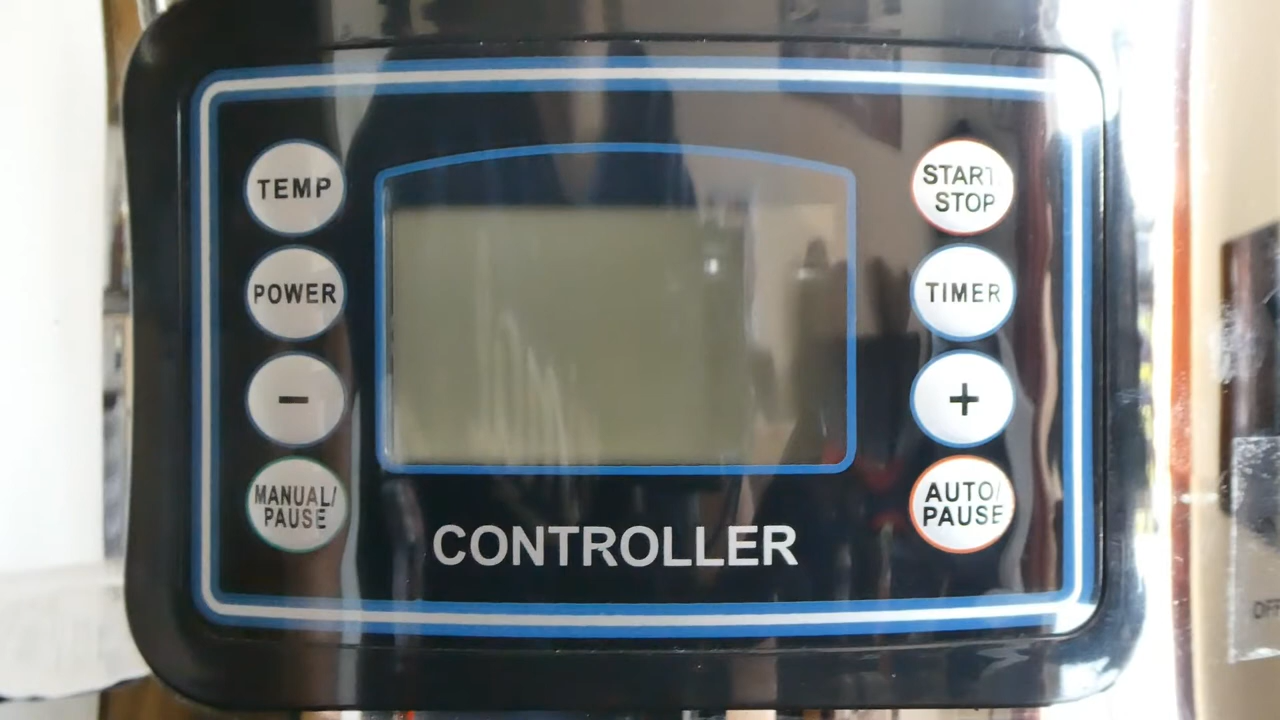 TEMP
START
STOP
POWER
TIMER
−
+
MANUAL/
PAUSE
AUTO/
PAUSE
CONTROLLER